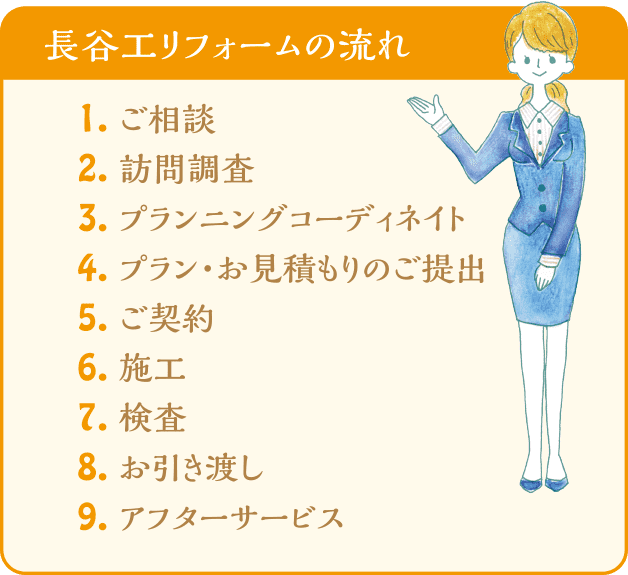 長谷工リフォームの流れ
1. ご相談
2. 訪問調査
3. プランニングコーディネイト
4. プラン・お見積もりのご提出
5. ご契約
6. 施工
7. 検査
8. お引き渡し
9. アフターサービス